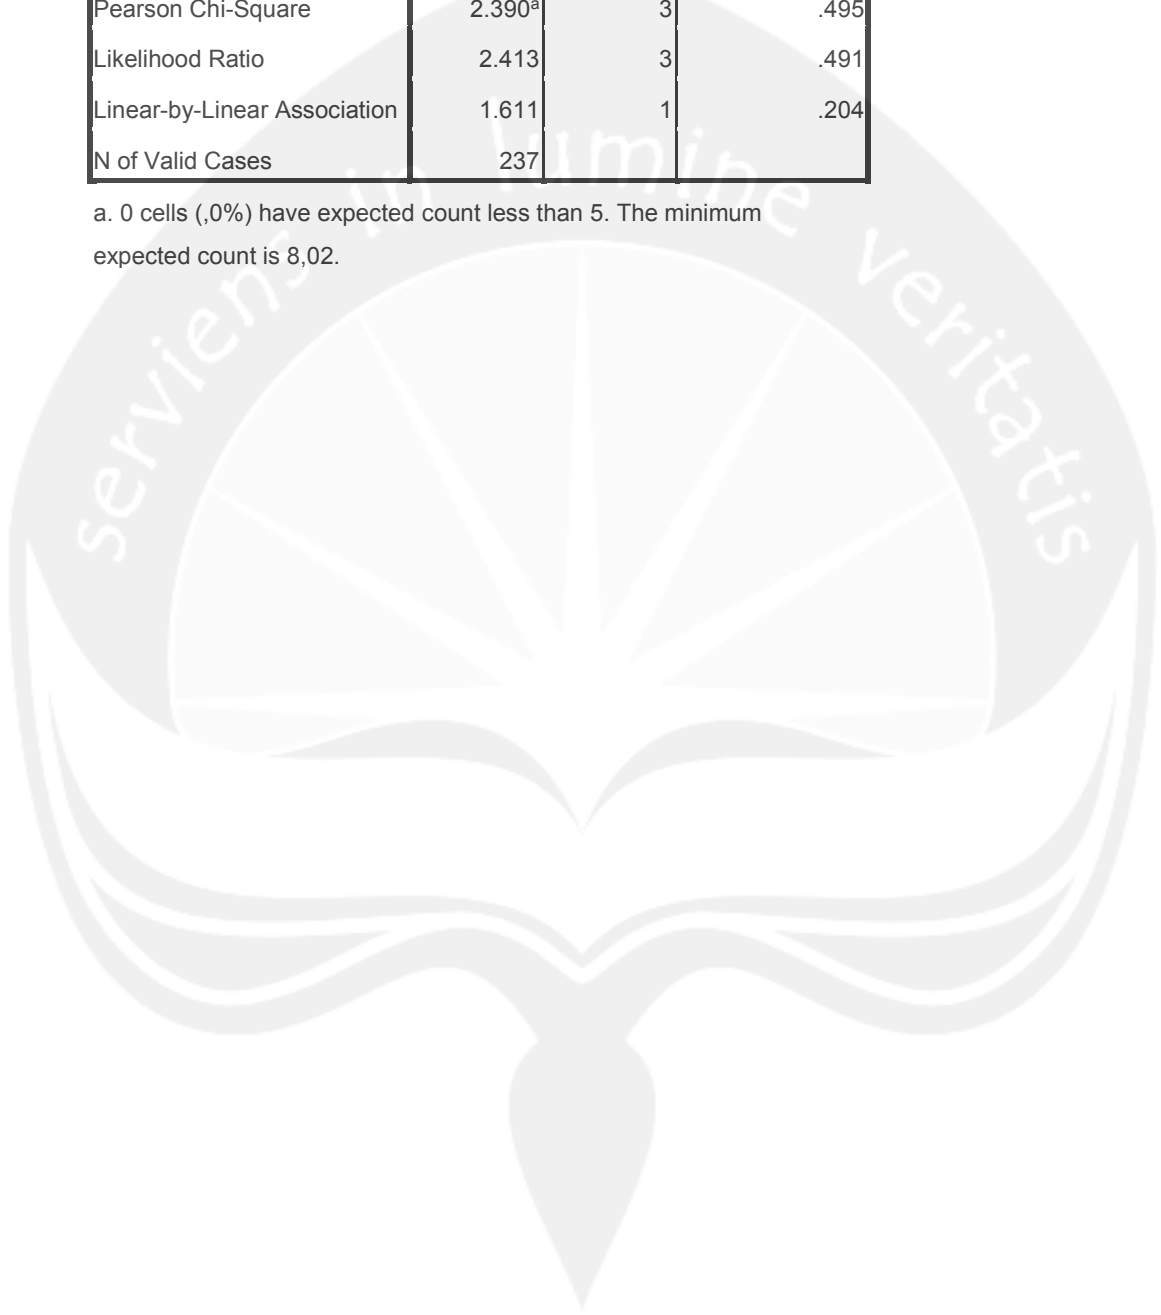 Pearson Chi-Square 2.390a 3 .495
Likelihood Ratio 2.413 3 .491
Linear-by-Linear Association 1.611 1 .204
N of Valid Cases 237
a. 0 cells (,0%) have expected count less than 5. The minimum
expected count is 8,02.
serviens in lumine veritatis